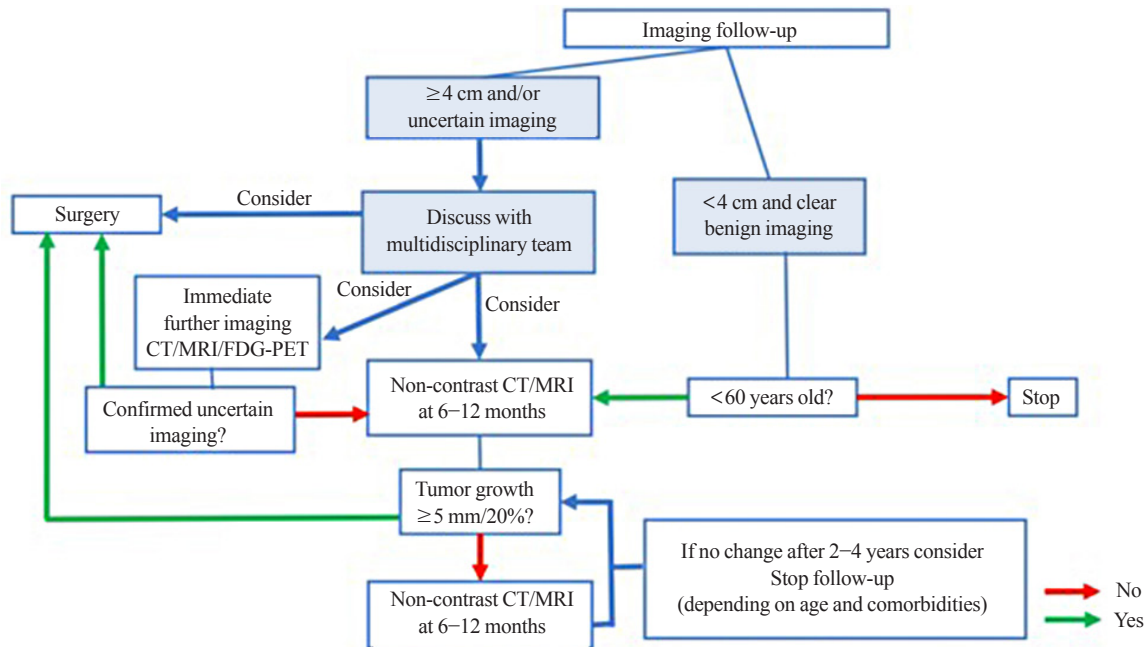 Imaging follow-up
≥4 cm and/or
uncertain imaging
Consider
Surgery
Discuss with
multidisciplinary team
<4 cm and clear
benign imaging
Immediate
further imaging
CT/MRI/FDG-PET
Consider
Consider
Confirmed uncertain
imaging?
Non-contrast CT/MRI
at 6−12 months
<60 years old?
Stop
Tumor growth
≥5 mm/20%?
If no change after 2−4 years consider
Stop follow-up
(depending on age and comorbidities)
Non-contrast CT/MRI
at 6−12 months
No
Yes